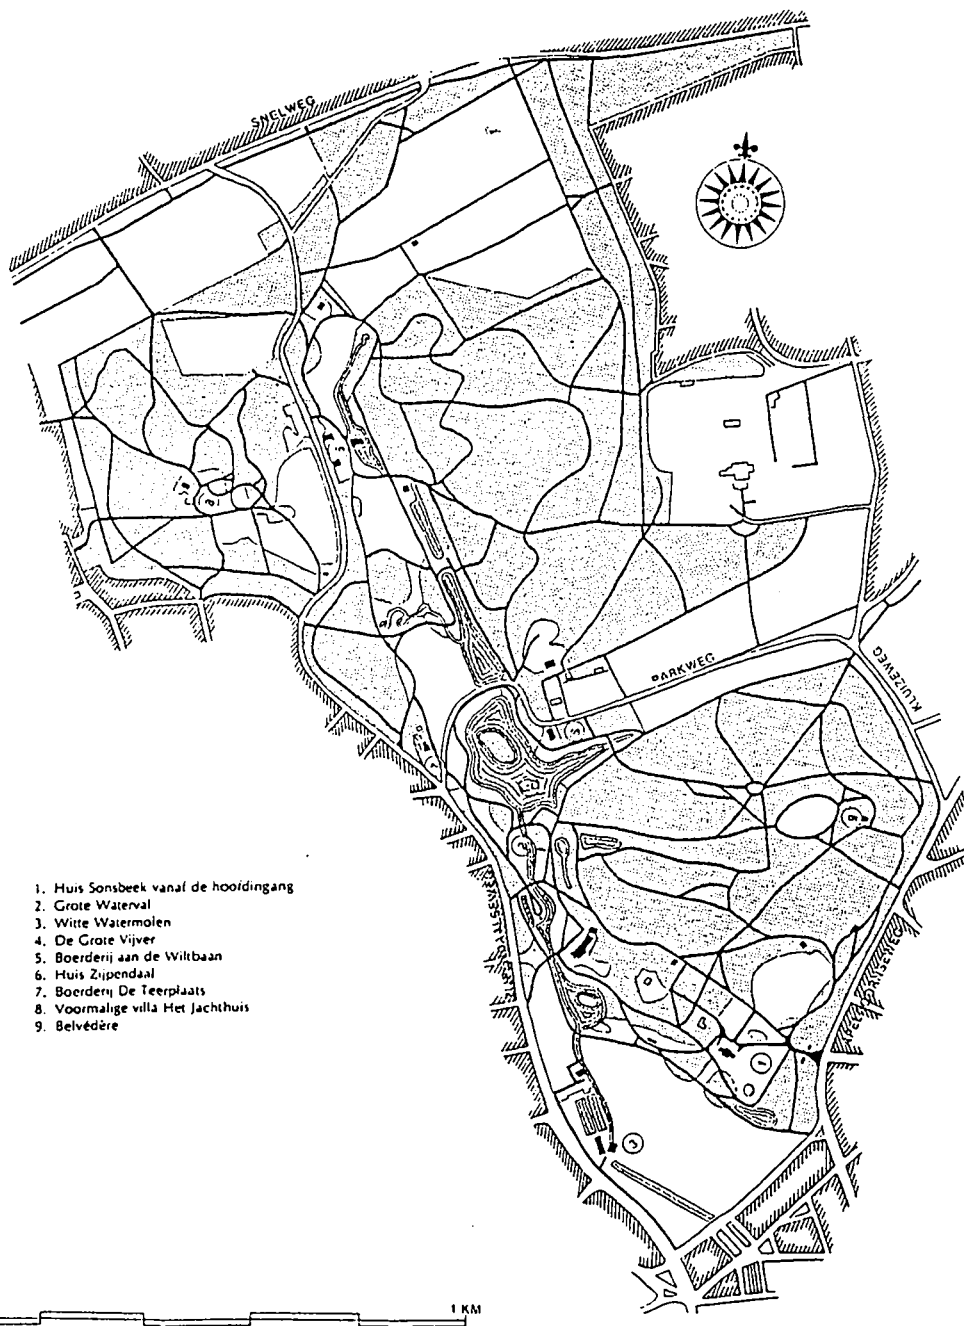 SNELWEG
PARKWEG
KLUIZEWEG
1. Huis Sonsbeek vanaf de hoofdingang
2. Grote Waterval
3. Witte Watermolen
4. De Grote Vijver
5. Boerderij aan de Wiltbaan
6. Huis Zijpendaal
7. Boerderij De Teerplaats
8. Voormalige villa Het Jachthuis
9. Belvédère
1 KM